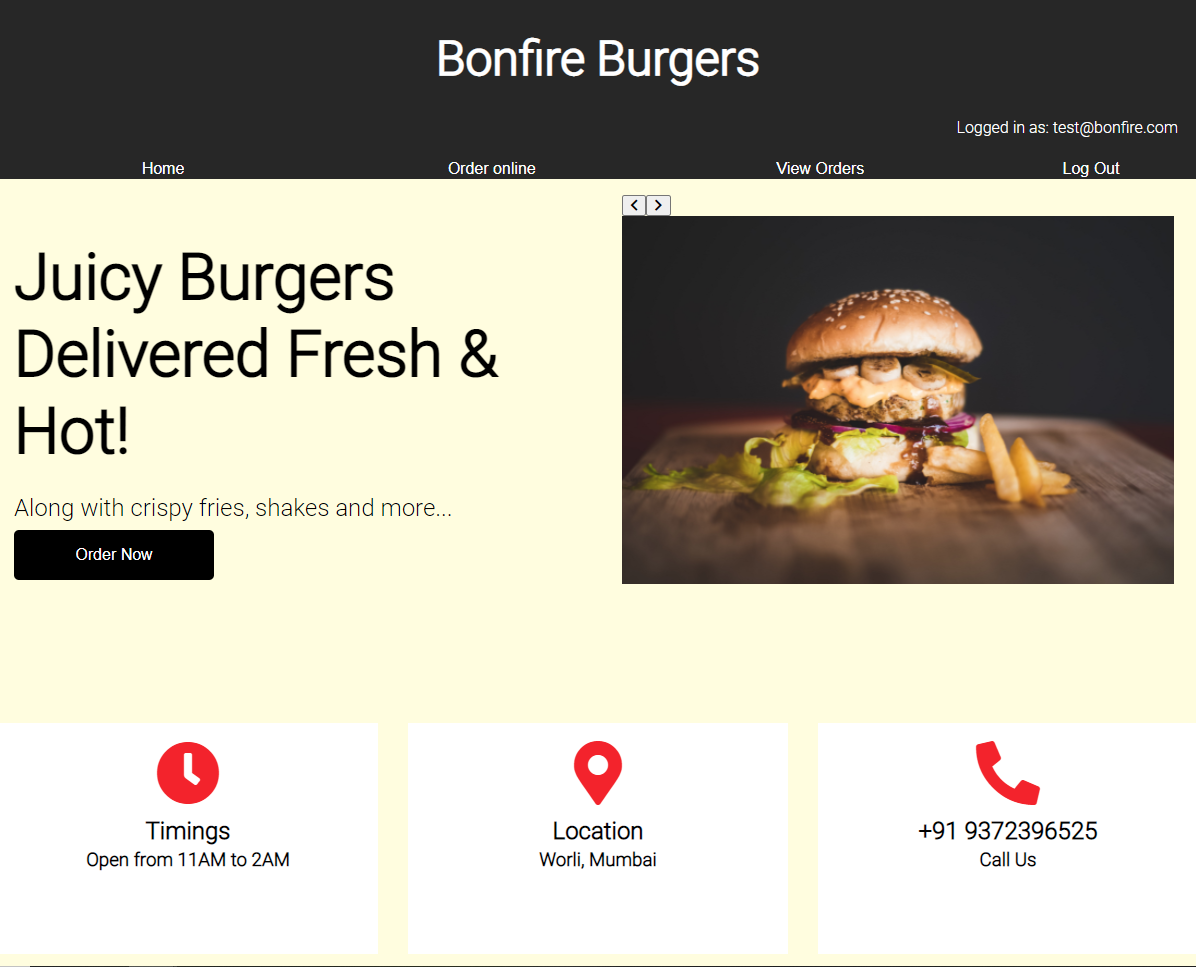 Bonfire Burgers
Logged in as: test@bonfire.com
Home Order online View Orders Log Out
Juicy Burgers
Delivered Fresh &
Hot!
Along with crispy fries, shakes and more...
Order Now
Timings
Open from 11AM to 2AM
Location
Worli, Mumbai
+91 9372396525
Call Us